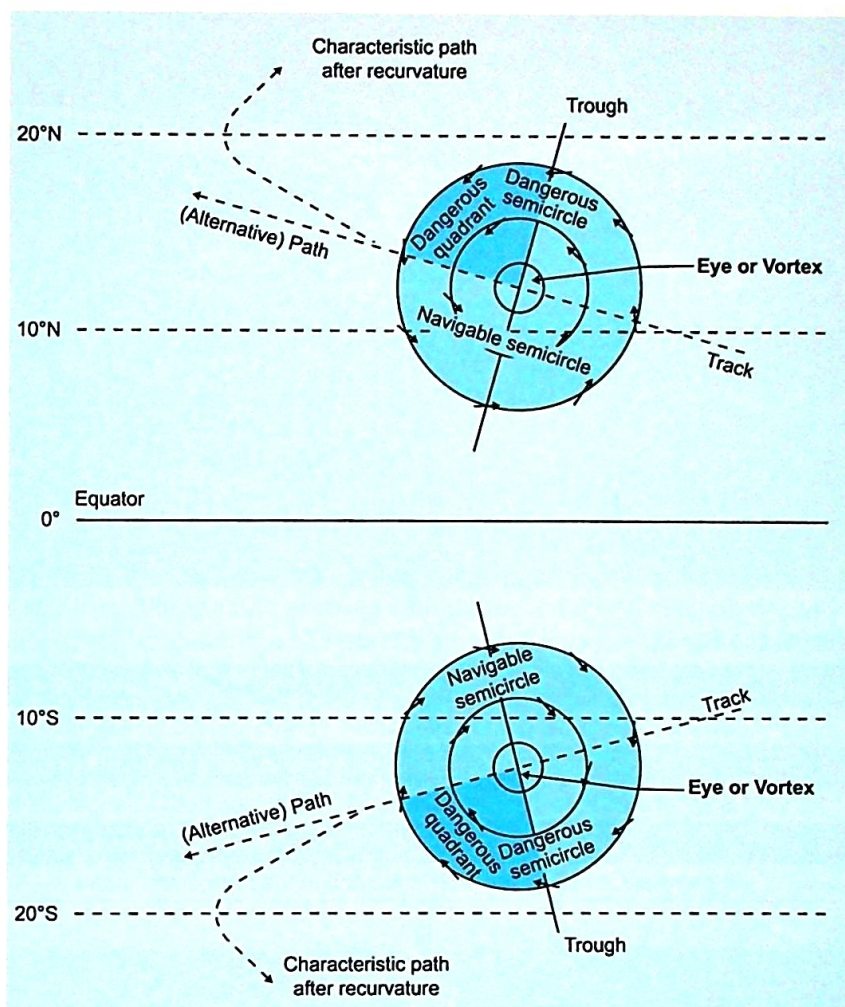 Characteristic path
after recurvature
Trough
20°N
Dangerous
semicircle
Dangerous
quadrant
(Alternative) Path
Eye or Vortex
10°N
Navigable semicircle
Track
Equator
0°
Navigable
semicircle
Track
10°S
Eye or Vortex
(Alternative) Path
Dangerous
quadrant
Dangerous
semicircle
20°S
Trough
Characteristic path
after recurvature